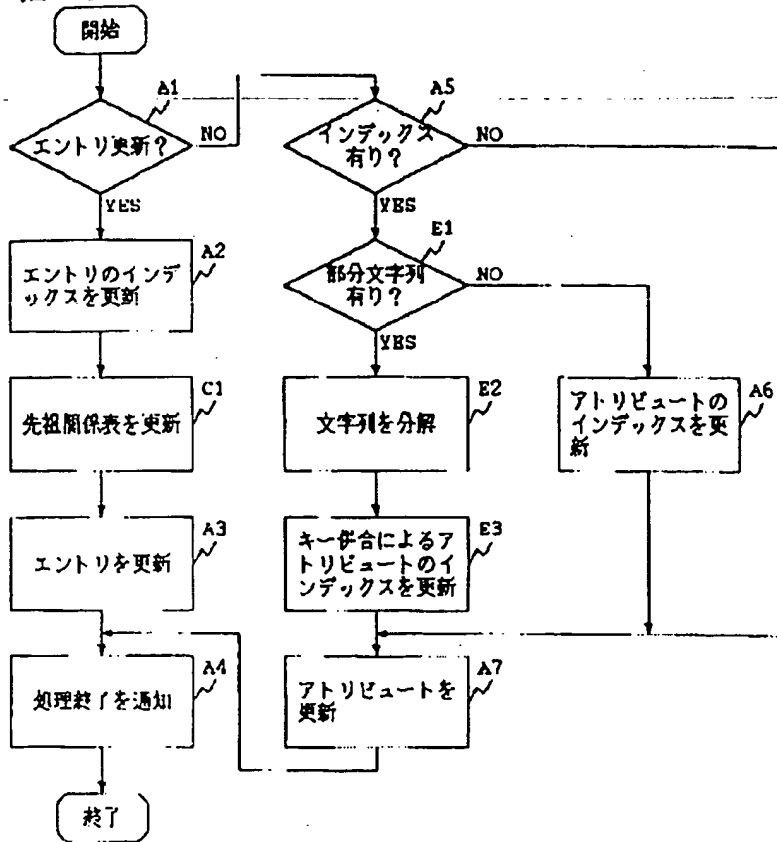 開始
A1
エントリ更新?
NO
YES
A2
エントリのインデ
ックスを更新
C1
先祖関係表を更新
A3
エントリを更新
A4
処理終了を通知
終了
A5
インデックス
有り?
NO
YES
E1
部分文字列
有り?
NO
YES
E2
文字列を分解
E3
キー併合によるア
トリビュートのイ
ンデックスを更新
A7
アトリビュートを
更新
A6
アトリビュートの
インデックスを更
新